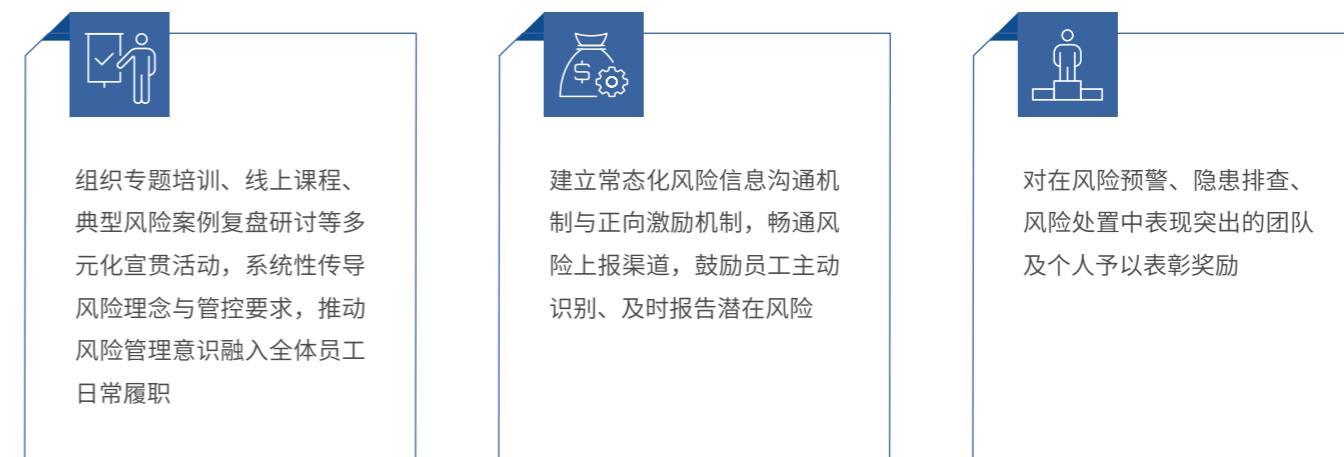 组织专题培训、线上课程、
典型风险案例复盘研讨等多
元化宣贯活动，系统性传导
风险理念与管控要求，推动
风险管理意识融入全体员工
日常履职
建立常态化风险信息沟通机
制与正向激励机制，畅通风
险上报渠道，鼓励员工主动
识别、及时报告潜在风险
对在风险预警、隐患排查、
风险处置中表现突出的团队
及个人予以表彰奖励